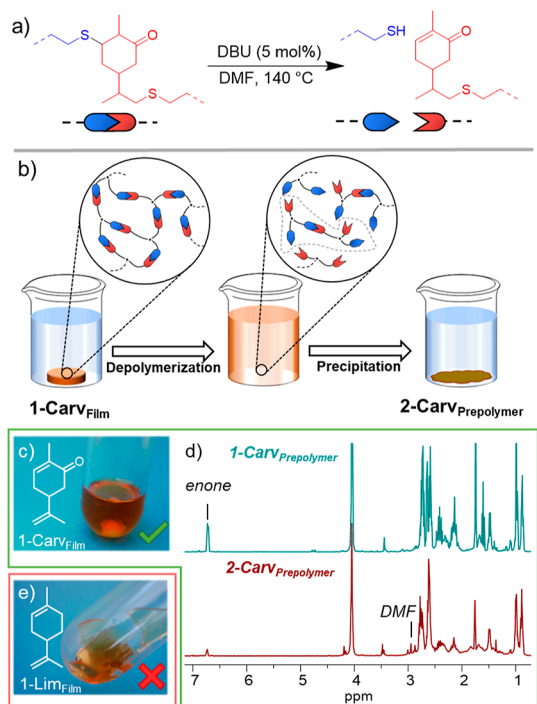 a)
S
O
S
DBU (5 mol%)
DMF, 140 °C
SH
O
S
b)
Depolymerization
Precipitation
1-CarvFilm
2-CarvPrepolymer
c)
O
1-CarvFilm
d)
1-CarvPrepolymer
enone
2-CarvPrepolymer
DMF
e)
1-LimFilm
7 6 5 4 3 2 1
ppm